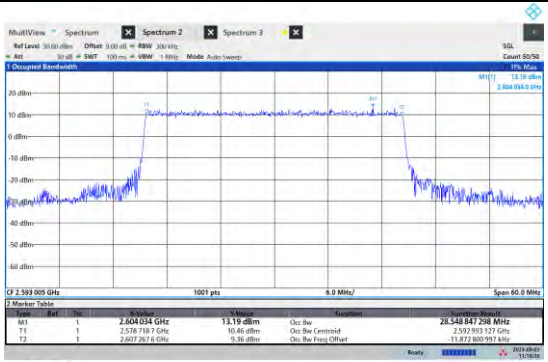 MultiView Spectrum Spectrum 2 Spectrum 3
Ref Level 30.00 dBm Offset 9.00 dB RBW 300 kHz SGL
Att 30 dB SWT 100 ms VBW 1 MHz Mode Auto Sweep Count 50/50
1 Occupied Bandwidth
M1[1] 13.19 dBm
2.604 034 0 GHz
20 dBm
M1
T1 T2
10 dBm
0 dBm
-10 dBm
-20 dBm
-40 dBm
-50 dBm
-60 dBm
CF 2.593 005 GHz 1001 pts 6.0 MHz/ Span 60.0 MHz
2 Marker Table
Type Ref Trc X-Value Y-Value Function Function Result
M1 1 2.604 034 GHz 13.19 dBm Occ Bw 28.548 847 298 MHz
T1 1 2.578 718 7 GHz 10.46 dBm Occ Bw Centroid 2.592 993 127 GHz
T2 1 2.607 267 6 GHz 9.36 dBm Occ Bw Freq Offset -11.872 800 997 kHz
Ready